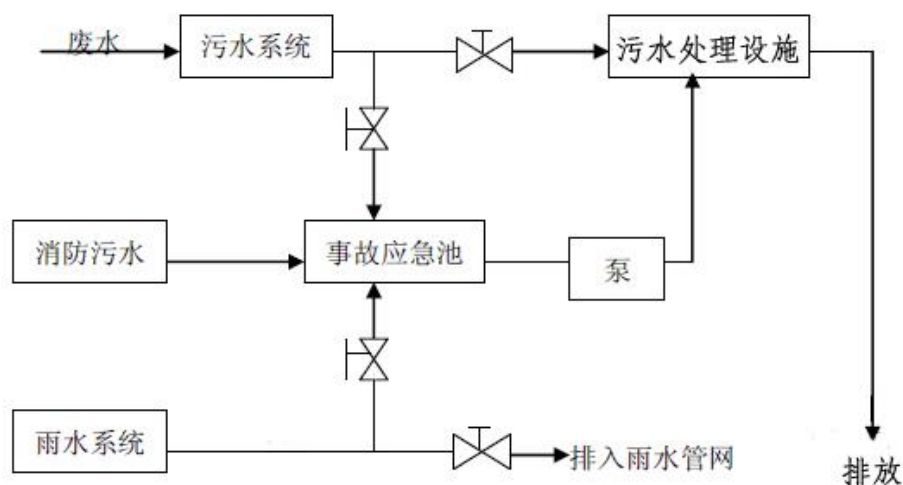 废水
污水系统
污水处理设施
消防污水
事故应急池
泵
雨水系统
排入雨水管网
排放